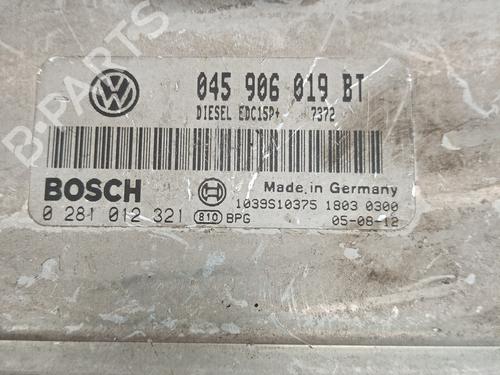 045 906 019 BT
DIESEL EDC15P+ 7372
BOSCH
Made in Germany
0 281 012 321
810 BPG
1039S10375 1803 0300
05-08-12
B-PARTS